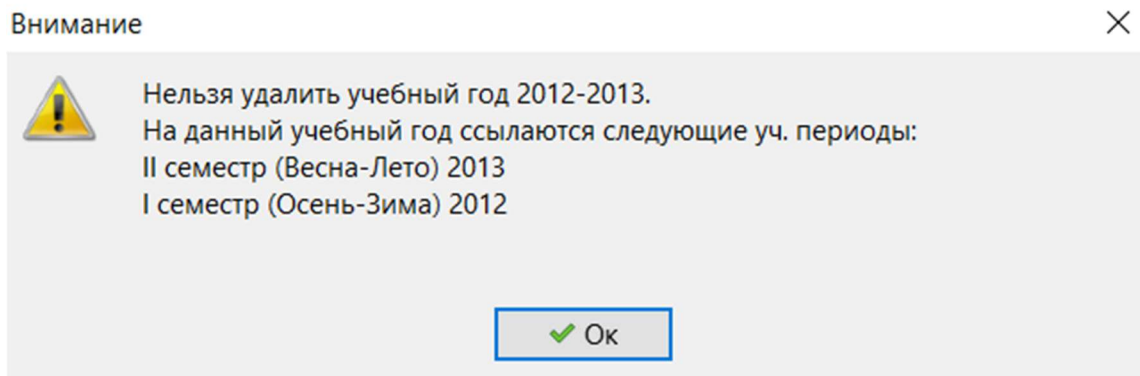 Внимание
Нельзя удалить учебный год 2012-2013.
На данный учебный год ссылаются следующие уч. периоды:
II семестр (Весна-Лето) 2013
I семестр (Осень-Зима) 2012
Ок